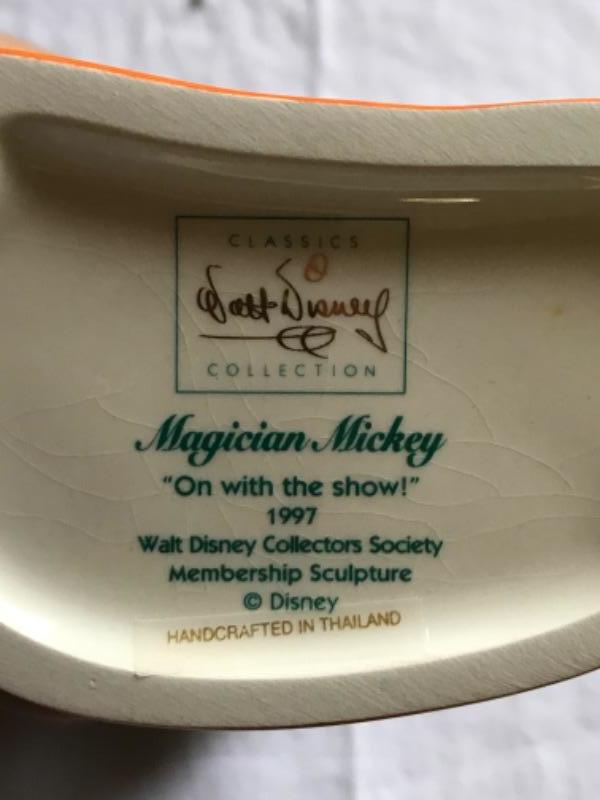 CLASSICS
Walt Disney
COLLECTION
Magician Mickey
"On with the show!"
1997
Walt Disney Collectors Society
Membership Sculpture
© Disney
HANDCRAFTED IN THAILAND